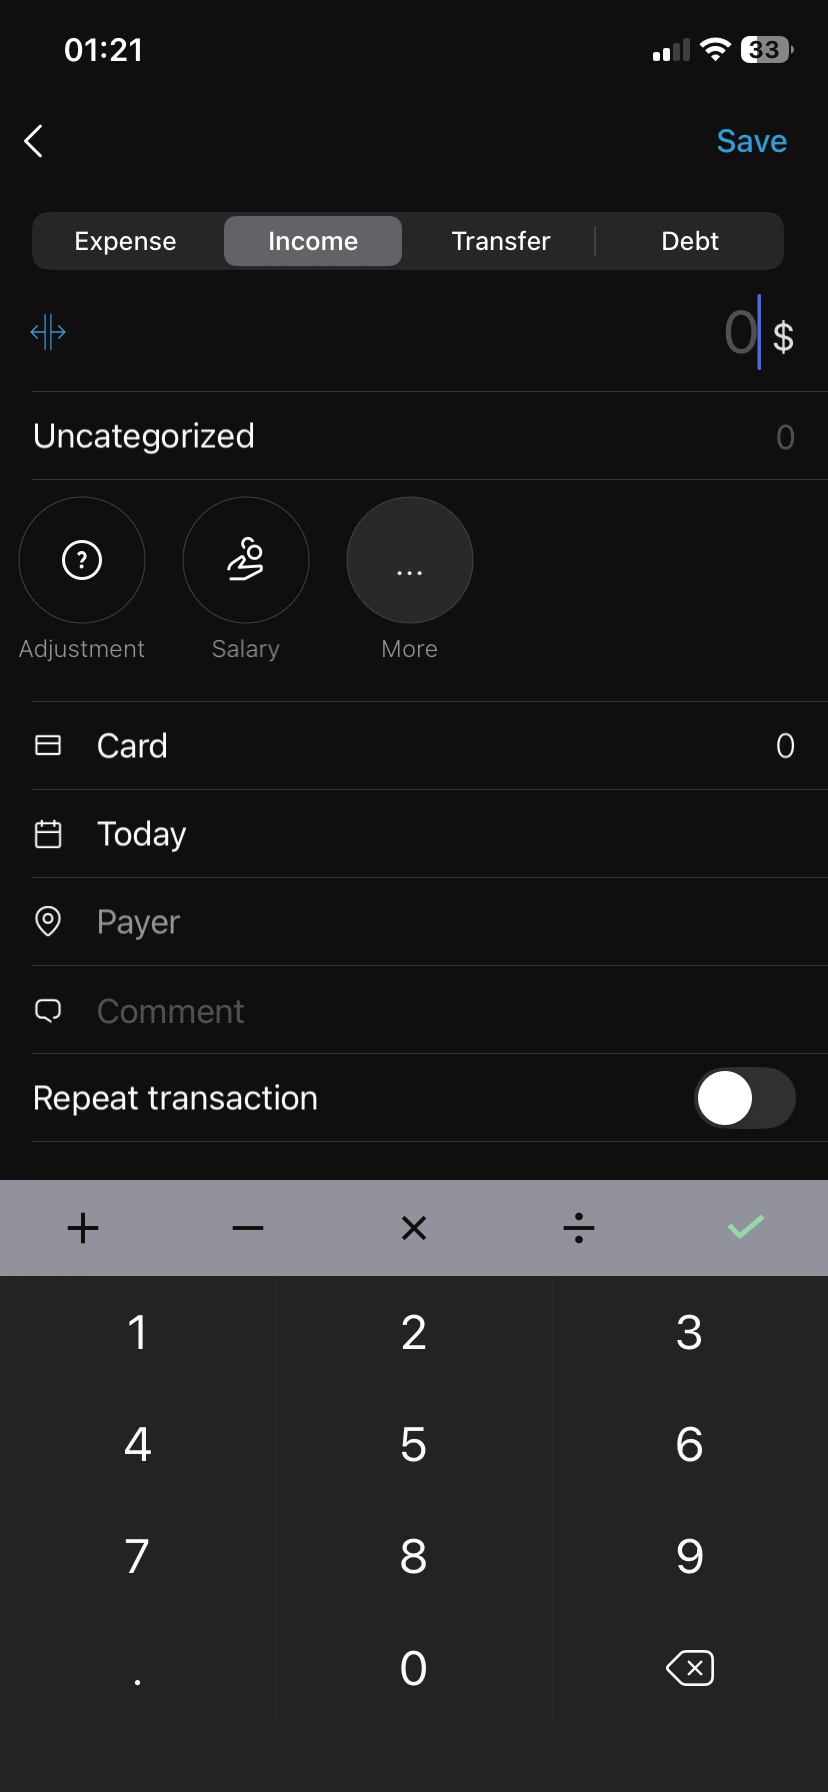 01:21 33
Save
Expense Income Transfer Debt
0 $
Uncategorized 0
?
...
Adjustment Salary More
Card 0
Today
Payer
Comment
Repeat transaction
+ − × ÷
1 2 3
4 5 6
7 8 9
. 0